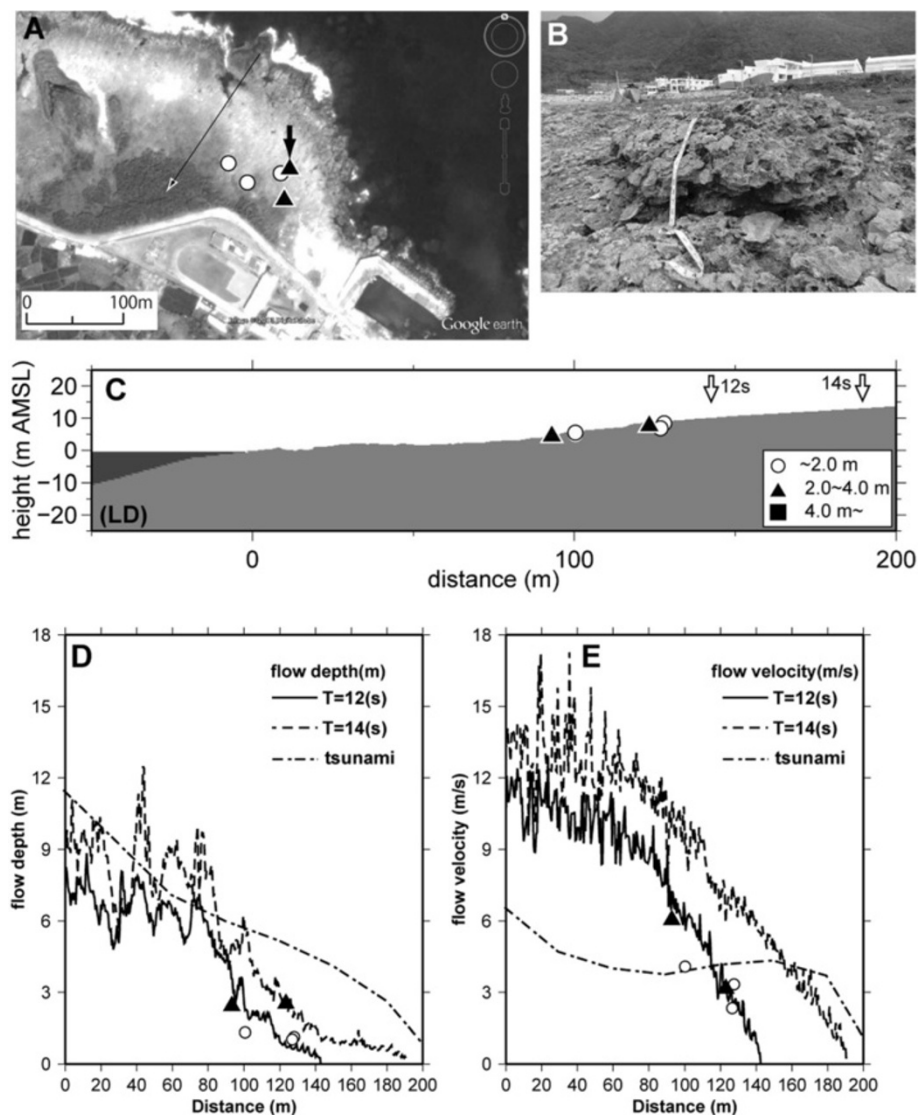 A
0 100m
Google earth
B
C
height (m AMSL)
20
10
0
−10
−20
(LD)
12s
14s
~2.0 m
2.0~4.0 m
4.0 m~
0 100 200
distance (m)
D
flow depth(m)
T=12(s)
T=14(s)
tsunami
flow depth (m)
18
15
12
9
6
3
0
0 20 40 60 80 100 120 140 160 180 200
Distance (m)
E
flow velocity(m/s)
T=12(s)
T=14(s)
tsunami
flow velocity (m/s)
18
15
12
9
6
3
0
0 20 40 60 80 100 120 140 160 180 200
Distance (m)